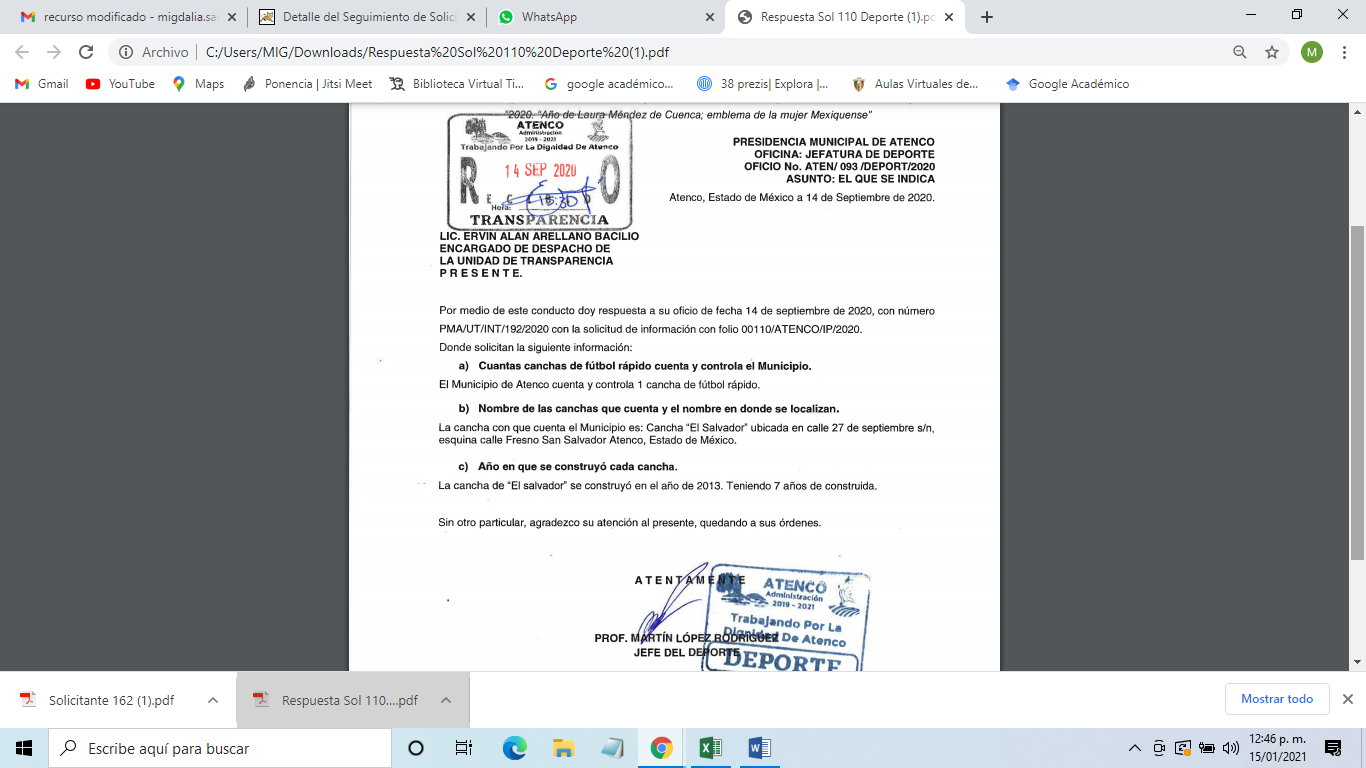 recurso modificado - migdalia.sa
Detalle del Seguimiento de Solici
WhatsApp
Respuesta Sol 110 Deporte (1).pd
Archivo C:/Users/MIG/Downloads/Respuesta%20Sol%20110%20Deporte%20(1).pdf
M
Gmail YouTube Maps Ponencia | Jitsi Meet Biblioteca Virtual Ti... google académico... 38 prezis| Explora |... Aulas Virtuales de... Google Académico
"2020. "Año de Laura Méndez de Cuenca; emblema de la mujer Mexiquense"
ATENCO
Administración
2019 - 2021
Trabajando Por La Dignidad De Atenco
14 SEP 2020
RECIBIDO
Hora:
TRANSPARENCIA
PRESIDENCIA MUNICIPAL DE ATENCO
OFICINA: JEFATURA DE DEPORTE
OFICIO No. ATEN/ 093 /DEPORT/2020
ASUNTO: EL QUE SE INDICA
Atenco, Estado de México a 14 de Septiembre de 2020.
LIC. ERVIN ALAN ARELLANO BACILIO
ENCARGADO DE DESPACHO DE
LA UNIDAD DE TRANSPARENCIA
P R E S E N T E.
Por medio de este conducto doy respuesta a su oficio de fecha 14 de septiembre de 2020, con número
PMA/UT/INT/192/2020 con la solicitud de información con folio 00110/ATENCO/IP/2020.
Donde solicitan la siguiente información:
a) Cuantas canchas de fútbol rápido cuenta y controla el Municipio.
El Municipio de Atenco cuenta y controla 1 cancha de fútbol rápido.
b) Nombre de las canchas que cuenta y el nombre en donde se localizan.
La cancha con que cuenta el Municipio es: Cancha "El Salvador" ubicada en calle 27 de septiembre s/n,
esquina calle Fresno San Salvador Atenco, Estado de México.
c) Año en que se construyó cada cancha.
La cancha de "El salvador" se construyó en el año de 2013. Teniendo 7 años de construida.
Sin otro particular, agradezco su atención al presente, quedando a sus órdenes.
A T E N T A M E N T E
PROF. MARTÍN LÓPEZ RODRÍGUEZ
JEFE DEL DEPORTE
ATENCO
Administración
2019 - 2021
Trabajando Por La
Dignidad De Atenco
DEPORTE
Solicitante 162 (1).pdf
Respuesta Sol 110....pdf
Mostrar todo
Escribe aquí para buscar
12:46 p. m.
15/01/2021